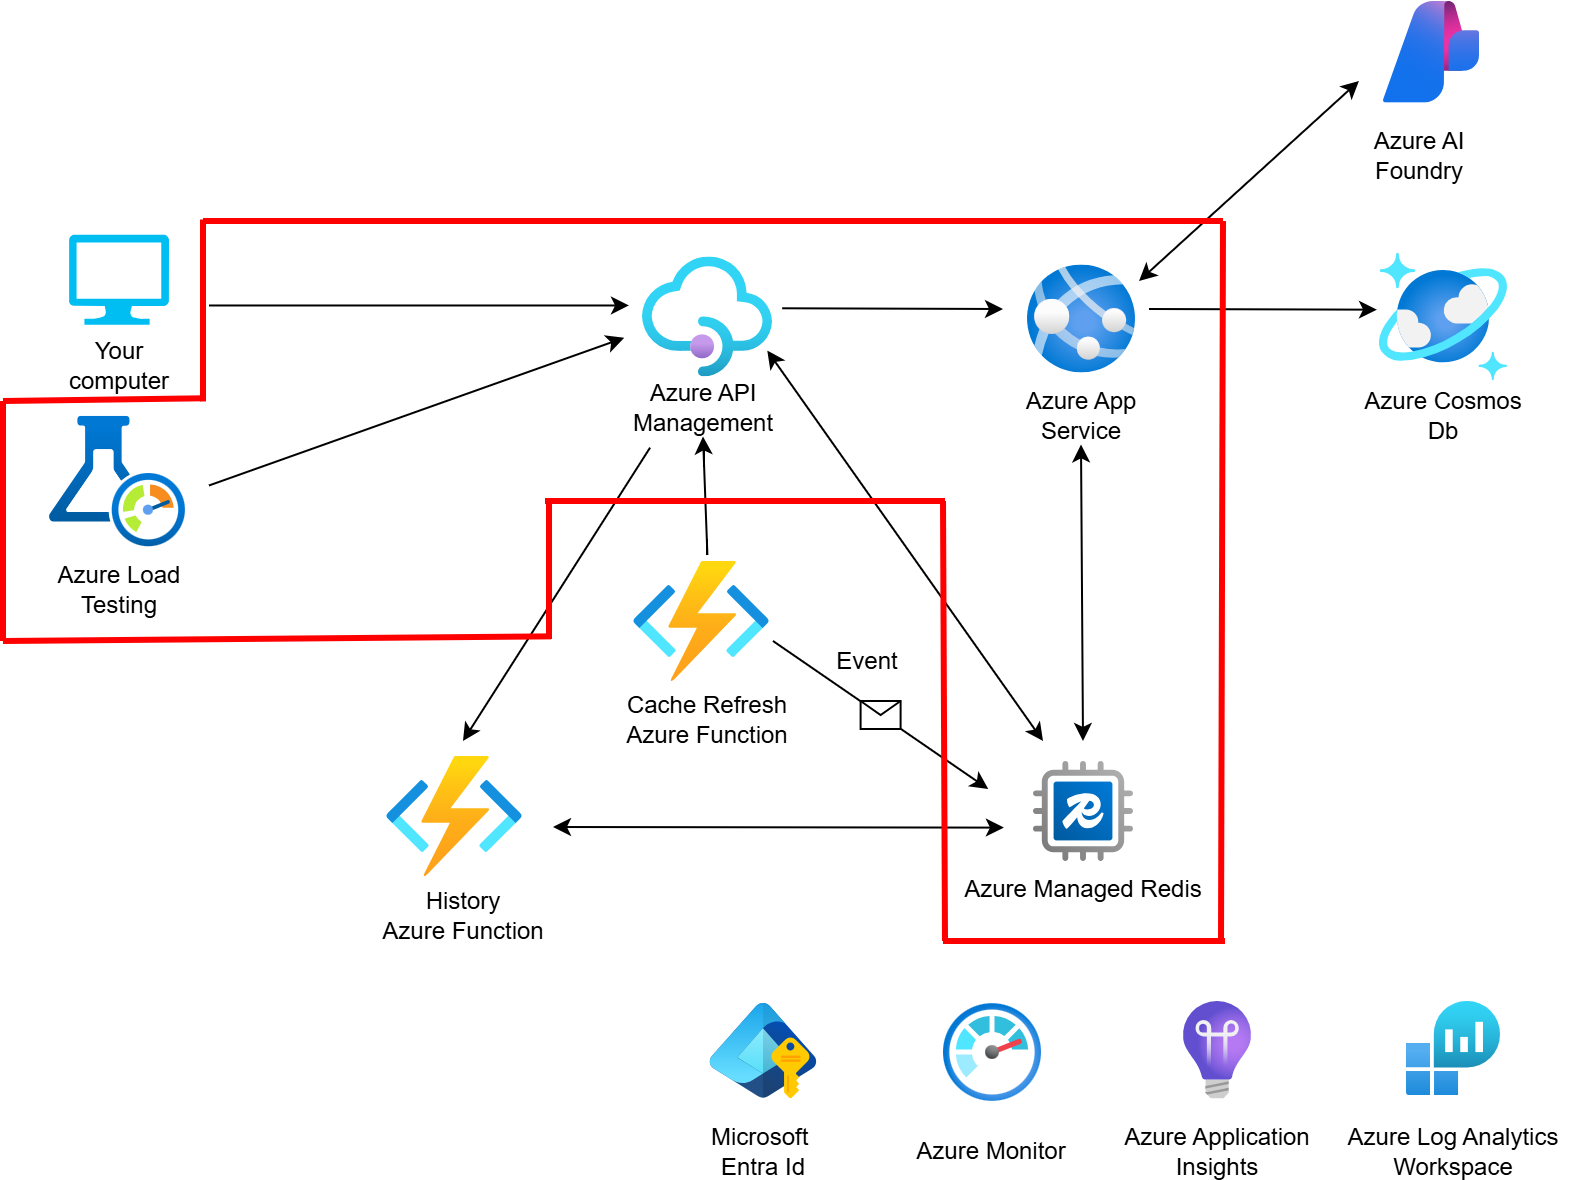 Azure AI
Foundry
Your
computer
Azure API
Management
Azure App
Service
Azure Cosmos
Db
Azure Load
Testing
Event
Cache Refresh
Azure Function
History
Azure Function
Azure Managed Redis
Microsoft
Entra Id
Azure Monitor
Azure Application
Insights
Azure Log Analytics
Workspace